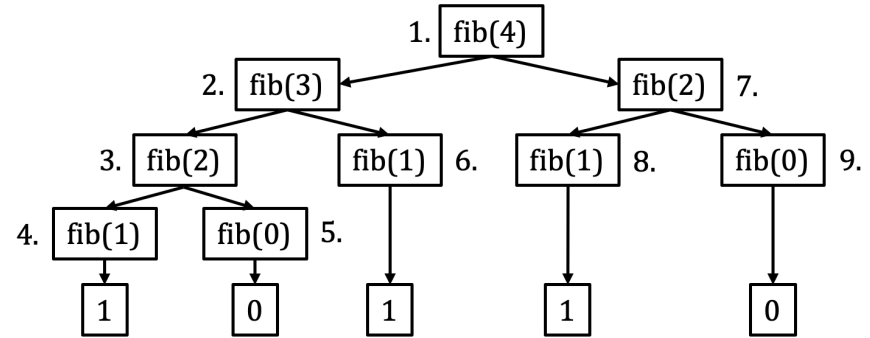 1. fib(4)
2. fib(3) fib(2) 7.
3. fib(2) fib(1) 6. fib(1) 8. fib(0) 9.
4. fib(1) fib(0) 5.
1 0 1 1 0